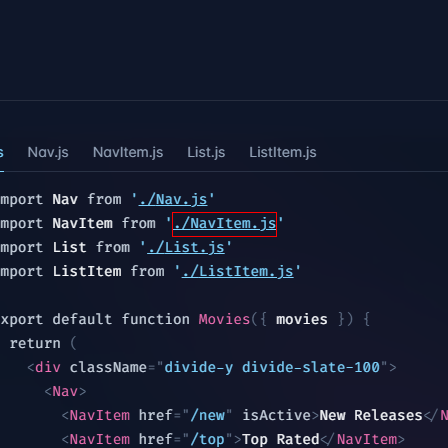 s Nav.js NavItem.js List.js ListItem.js
mport Nav from './Nav.js'
mport NavItem from './NavItem.js'
mport List from './List.js'
mport ListItem from './ListItem.js'
xport default function Movies({ movies }) {
return (
<div className="divide-y divide-slate-100">
<Nav>
<NavItem href="/new" isActive>New Releases</N
<NavItem href="/top">Top Rated</NavItem>